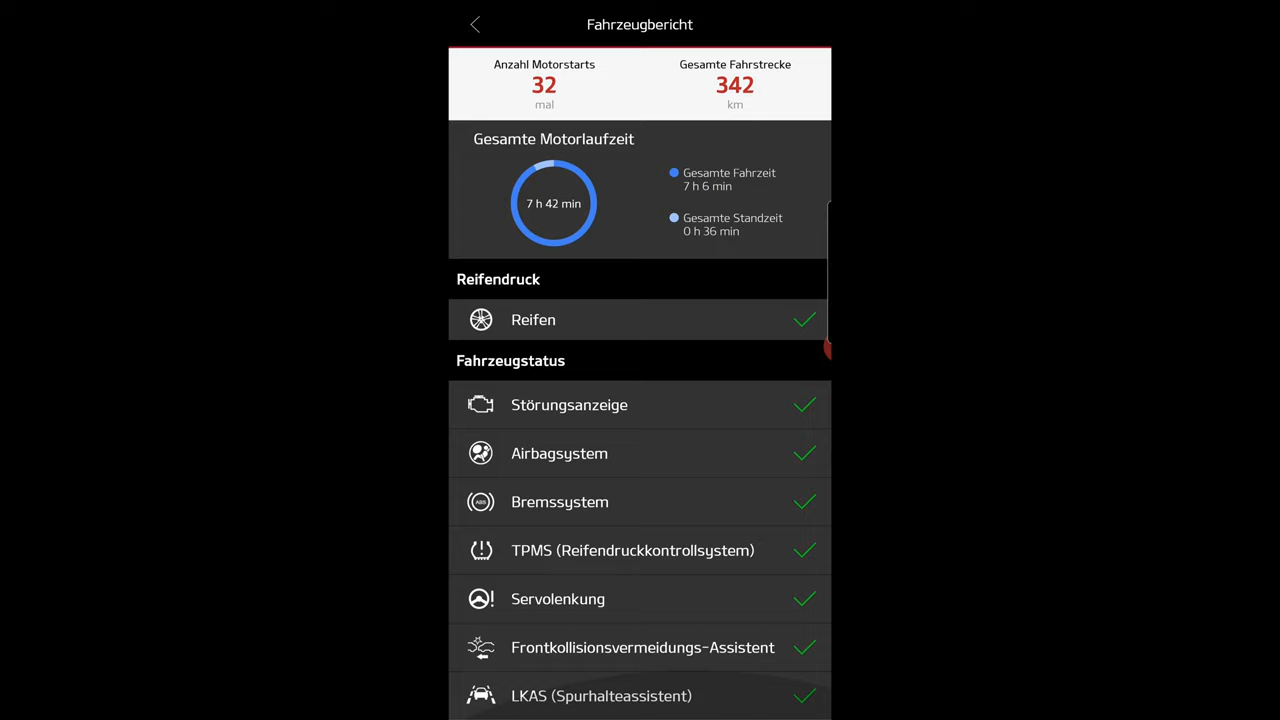 Fahrzeugbericht
Anzahl Motorstarts
32
mal
Gesamte Fahrstrecke
342
km
Gesamte Motorlaufzeit
7 h 42 min
Gesamte Fahrzeit
7 h 6 min
Gesamte Standzeit
0 h 36 min
Reifendruck
Reifen
Fahrzeugstatus
Störungsanzeige
Airbagsystem
ABS
Bremssystem
TPMS (Reifendruckkontrollsystem)
Servolenkung
Frontkollisionsvermeidungs-Assistent
LKAS (Spurhalteassistent)